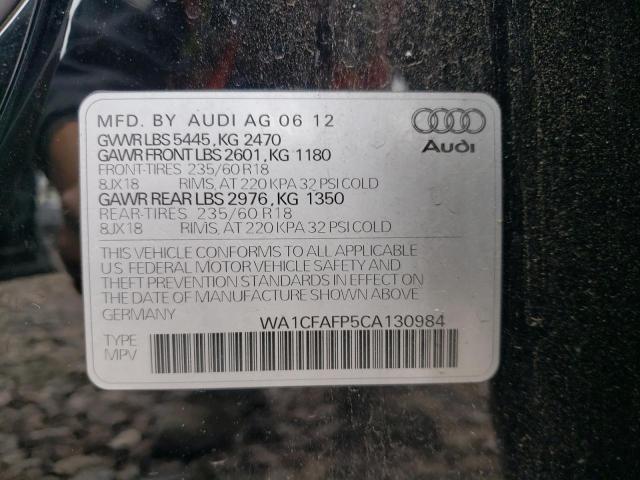 MFD. BY AUDI AG 06 12
GVWR LBS 5445, KG 2470
GAWR FRONT LBS 2601, KG 1180
FRONT-TIRES 235/60 R18
8JX18 RIMS, AT 220 KPA 32 PSI COLD
GAWR REAR LBS 2976, KG 1350
REAR-TIRES 235/60 R18
8JX18 RIMS, AT 220 KPA 32 PSI COLD
Audi
THIS VEHICLE CONFORMS TO ALL APPLICABLE
U.S. FEDERAL MOTOR VEHICLE SAFETY AND
THEFT PREVENTION STANDARDS IN EFFECT ON
THE DATE OF MANUFACTURE SHOWN ABOVE.
GERMANY
WA1CFAFP5CA130984
TYPE
MPV